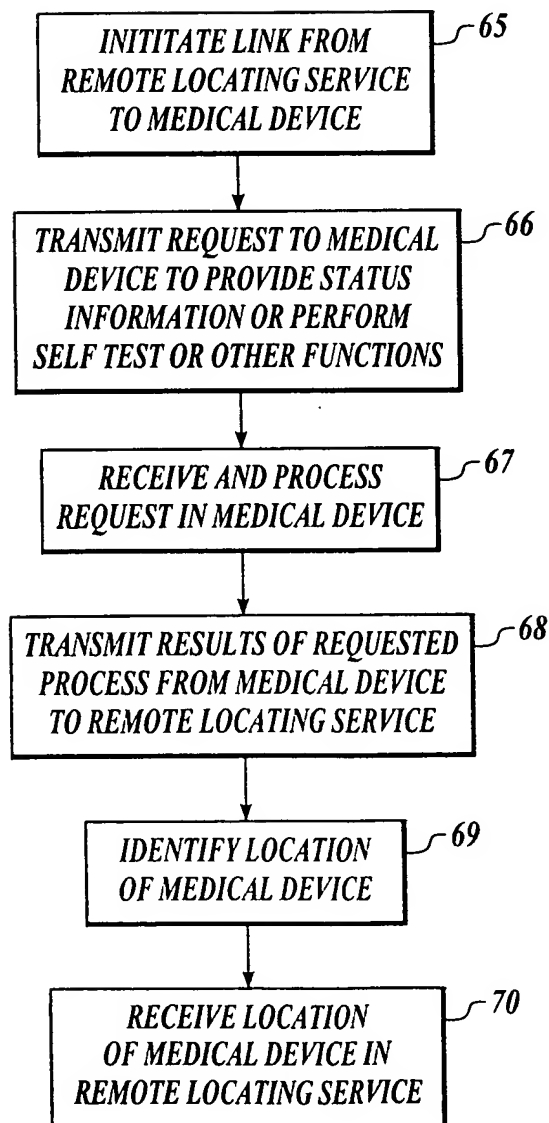 INITITATE LINK FROM
REMOTE LOCATING SERVICE
TO MEDICAL DEVICE
65
TRANSMIT REQUEST TO MEDICAL
DEVICE TO PROVIDE STATUS
INFORMATION OR PERFORM
SELF TEST OR OTHER FUNCTIONS
66
RECEIVE AND PROCESS
REQUEST IN MEDICAL DEVICE
67
TRANSMIT RESULTS OF REQUESTED
PROCESS FROM MEDICAL DEVICE
TO REMOTE LOCATING SERVICE
68
IDENTIFY LOCATION
OF MEDICAL DEVICE
69
RECEIVE LOCATION
OF MEDICAL DEVICE IN
REMOTE LOCATING SERVICE
70